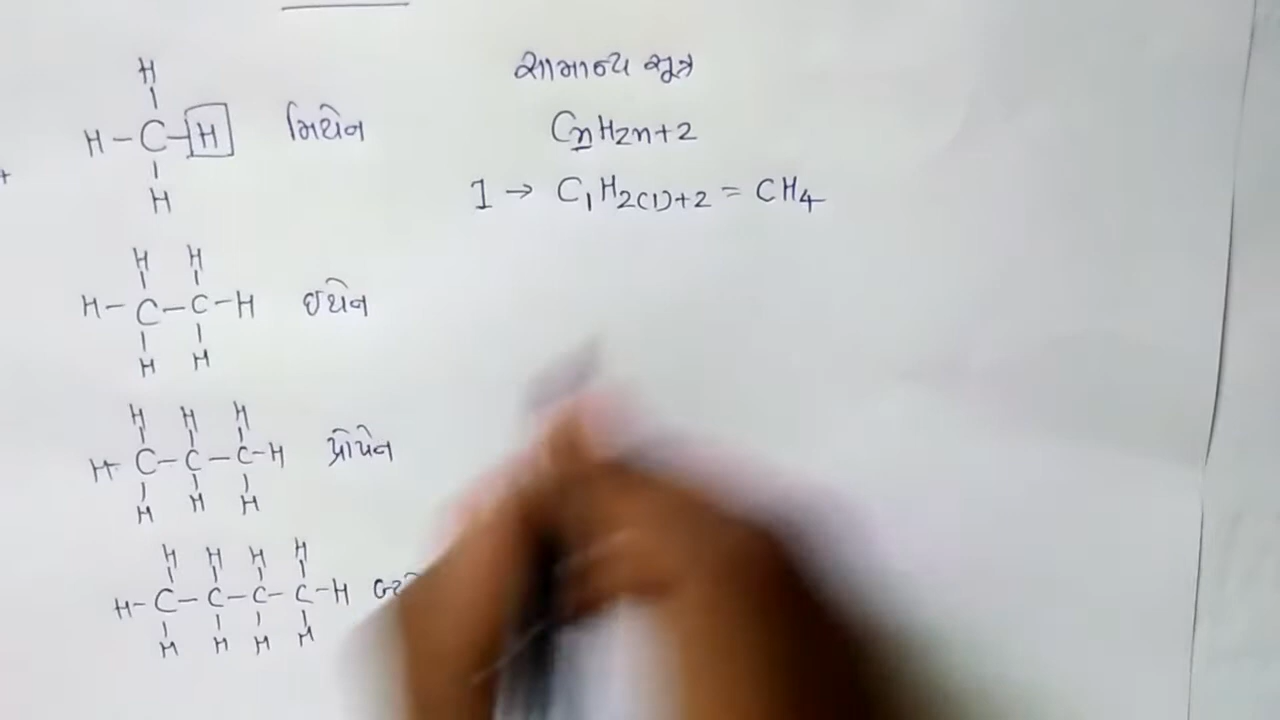 H
H-C-H મિથેન
H
સામાન્ય સૂત્ર
CnH2n+2
1 → C1H2(1)+2 = CH4
H H
H-C-C-H ઇથેન
H H
H H H
H-C-C-C-H પ્રોપેન
H H H
H H H H
H-C-C-C-C-H
H H H H